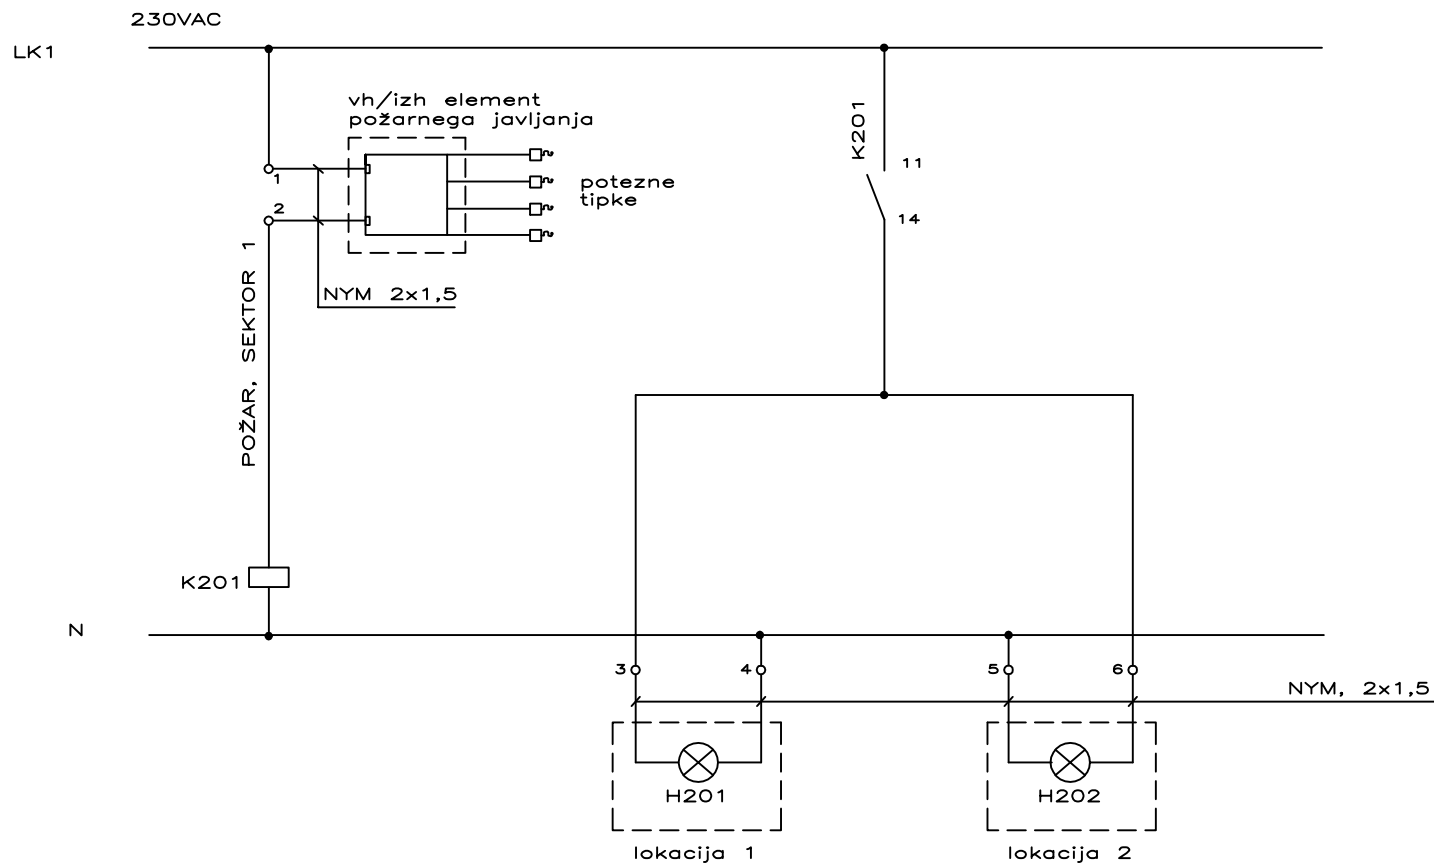 230VAC
LK1
vh/izh element
požarnega javljanja
K201
11
1
potezne
tipke
2
14
POŽAR, SEKTOR 1
NYM 2x1,5
K201
N
3
4
5
6
NYM, 2x1,5
H201
H202
lokacija 1
lokacija 2